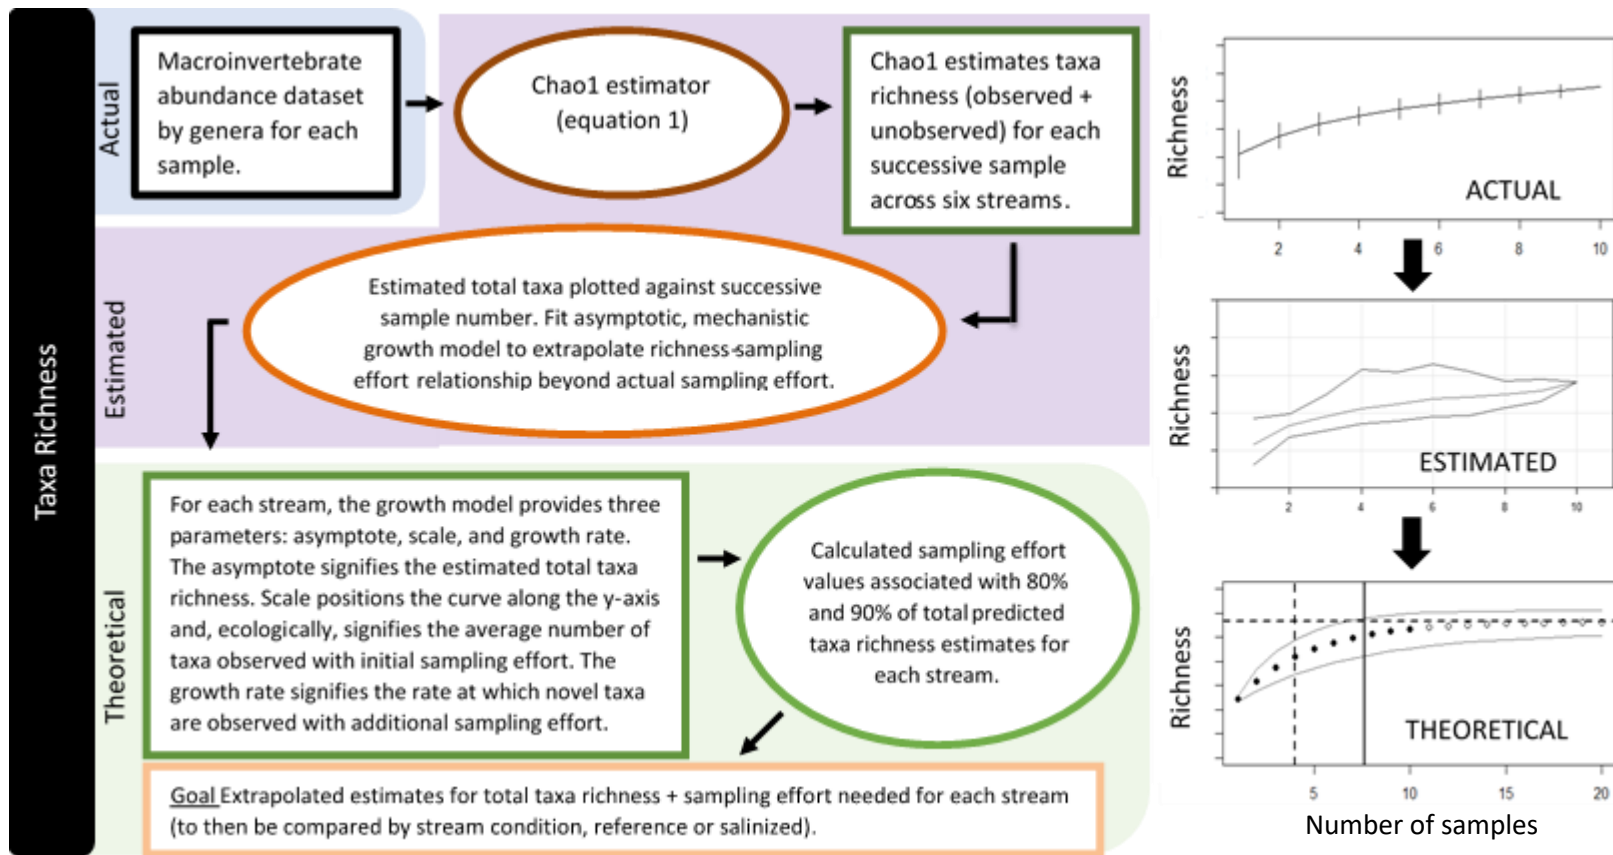 Taxa Richness
Actual
Macroinvertebrate
abundance dataset
by genera for each
sample.
Chao1 estimator
(equation 1)
Chao1 estimates taxa
richness (observed +
unobserved) for each
successive sample
across six streams.
Estimated
Estimated total taxa plotted against successive
sample number. Fit asymptotic, mechanistic
growth model to extrapolate richness-sampling
effort relationship beyond actual sampling effort.
Theoretical
For each stream, the growth model provides three
parameters: asymptote, scale, and growth rate.
The asymptote signifies the estimated total taxa
richness. Scale positions the curve along the y-axis
and, ecologically, signifies the average number of
taxa observed with initial sampling effort. The
growth rate signifies the rate at which novel taxa
are observed with additional sampling effort.
Calculated sampling effort
values associated with 80%
and 90% of total predicted
taxa richness estimates for
each stream.
Goal Extrapolated estimates for total taxa richness + sampling effort needed for each stream
(to then be compared by stream condition, reference or salinized).
Richness
ACTUAL
2 4 6 8 10
Richness
ESTIMATED
2 4 6 8 10
Richness
THEORETICAL
5 10 15 20
Number of samples